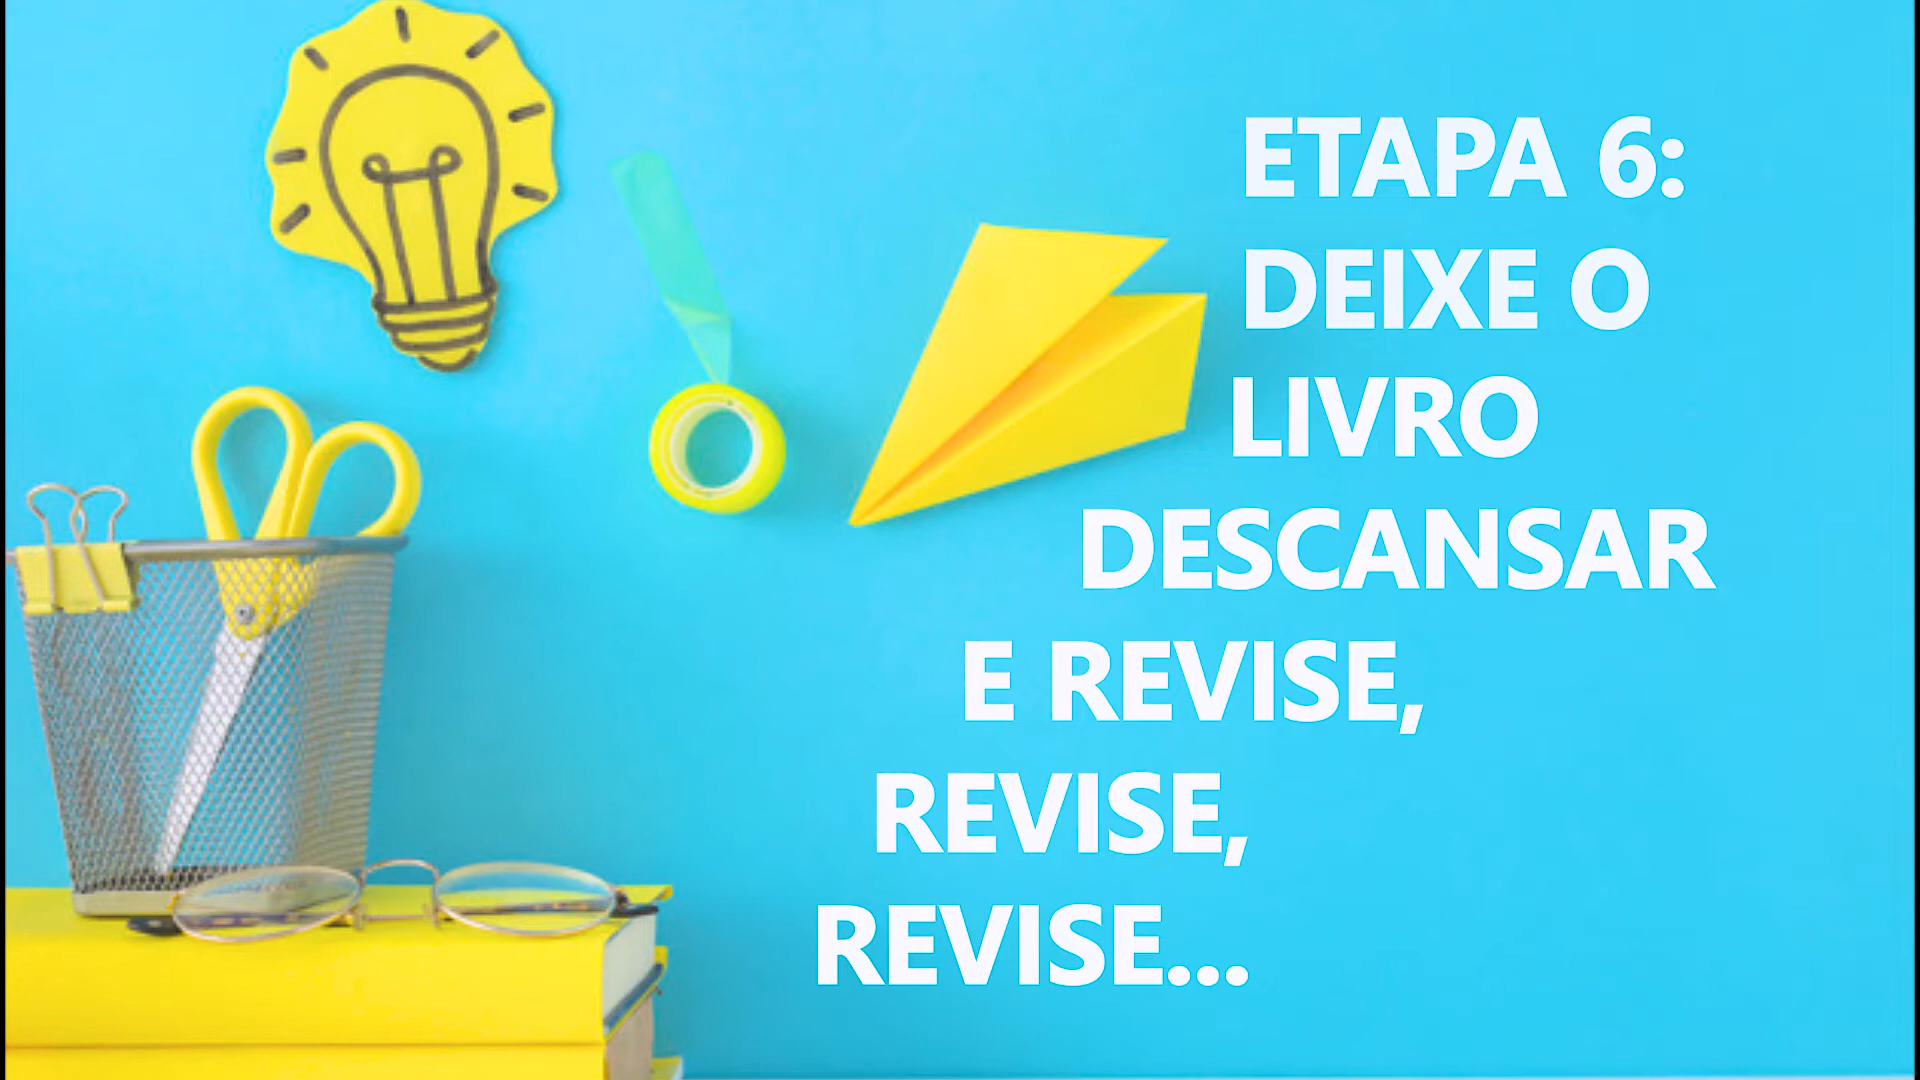 ETAPA 6:
DEIXE O
LIVRO
DESCANSAR
E REVISE,
REVISE,
REVISE...